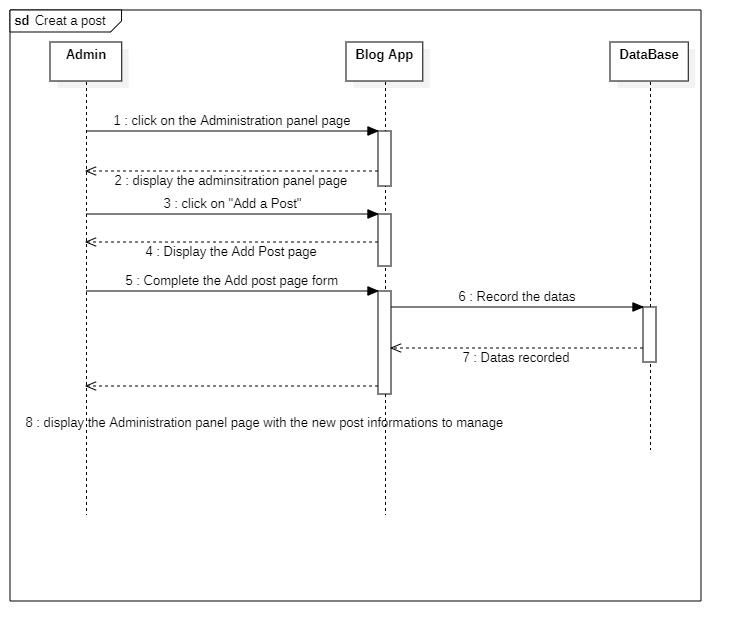 sd Creat a post
Admin
Blog App
DataBase
1 : click on the Administration panel page
2 : display the adminsitration panel page
3 : click on "Add a Post"
4 : Display the Add Post page
5 : Complete the Add post page form
6 : Record the datas
7 : Datas recorded
8 : display the Administration panel page with the new post informations to manage